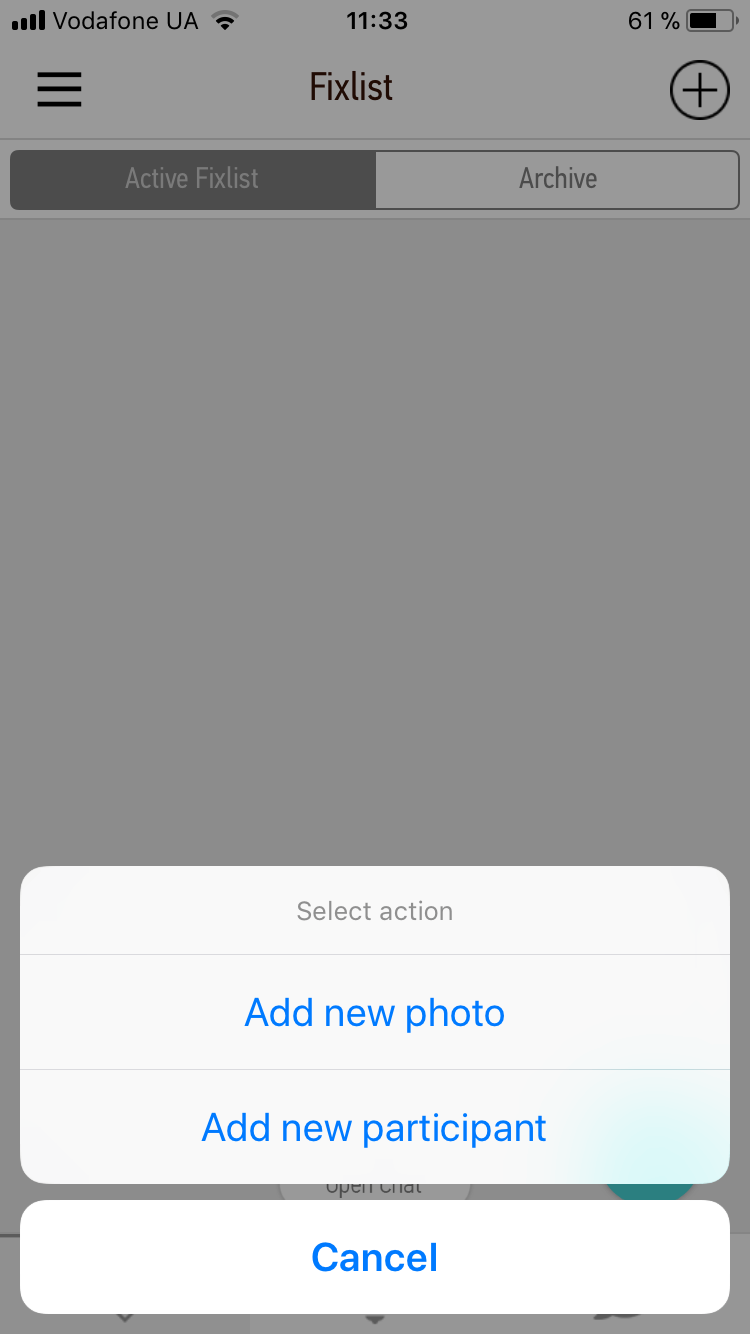 Vodafone UA 11:33 61 %
Fixlist
Active Fixlist Archive
Select action
Add new photo
Add new participant
Open Chat
Cancel